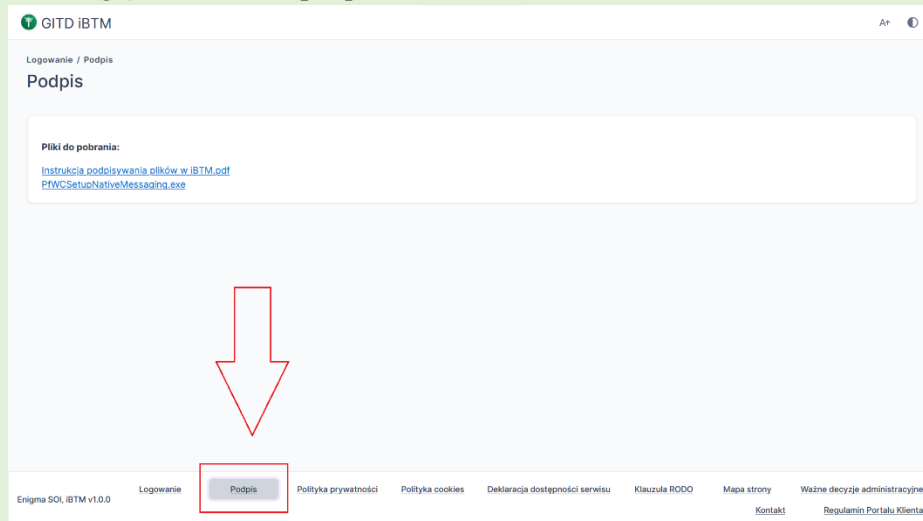 GITD iBTM
A+
Logowanie / Podpis
Podpis
Pliki do pobrania:
Instrukcja podpisywania plików w iBTM.pdf
PfWCSetupNativeMessaging.exe
Enigma SOI, iBTM v1.0.0
Logowanie Podpis Polityka prywatności Polityka cookies Deklaracja dostępności serwisu Klauzula RODO Mapa strony Ważne decyzje administracyjne
Kontakt Regulamin Portalu Klienta